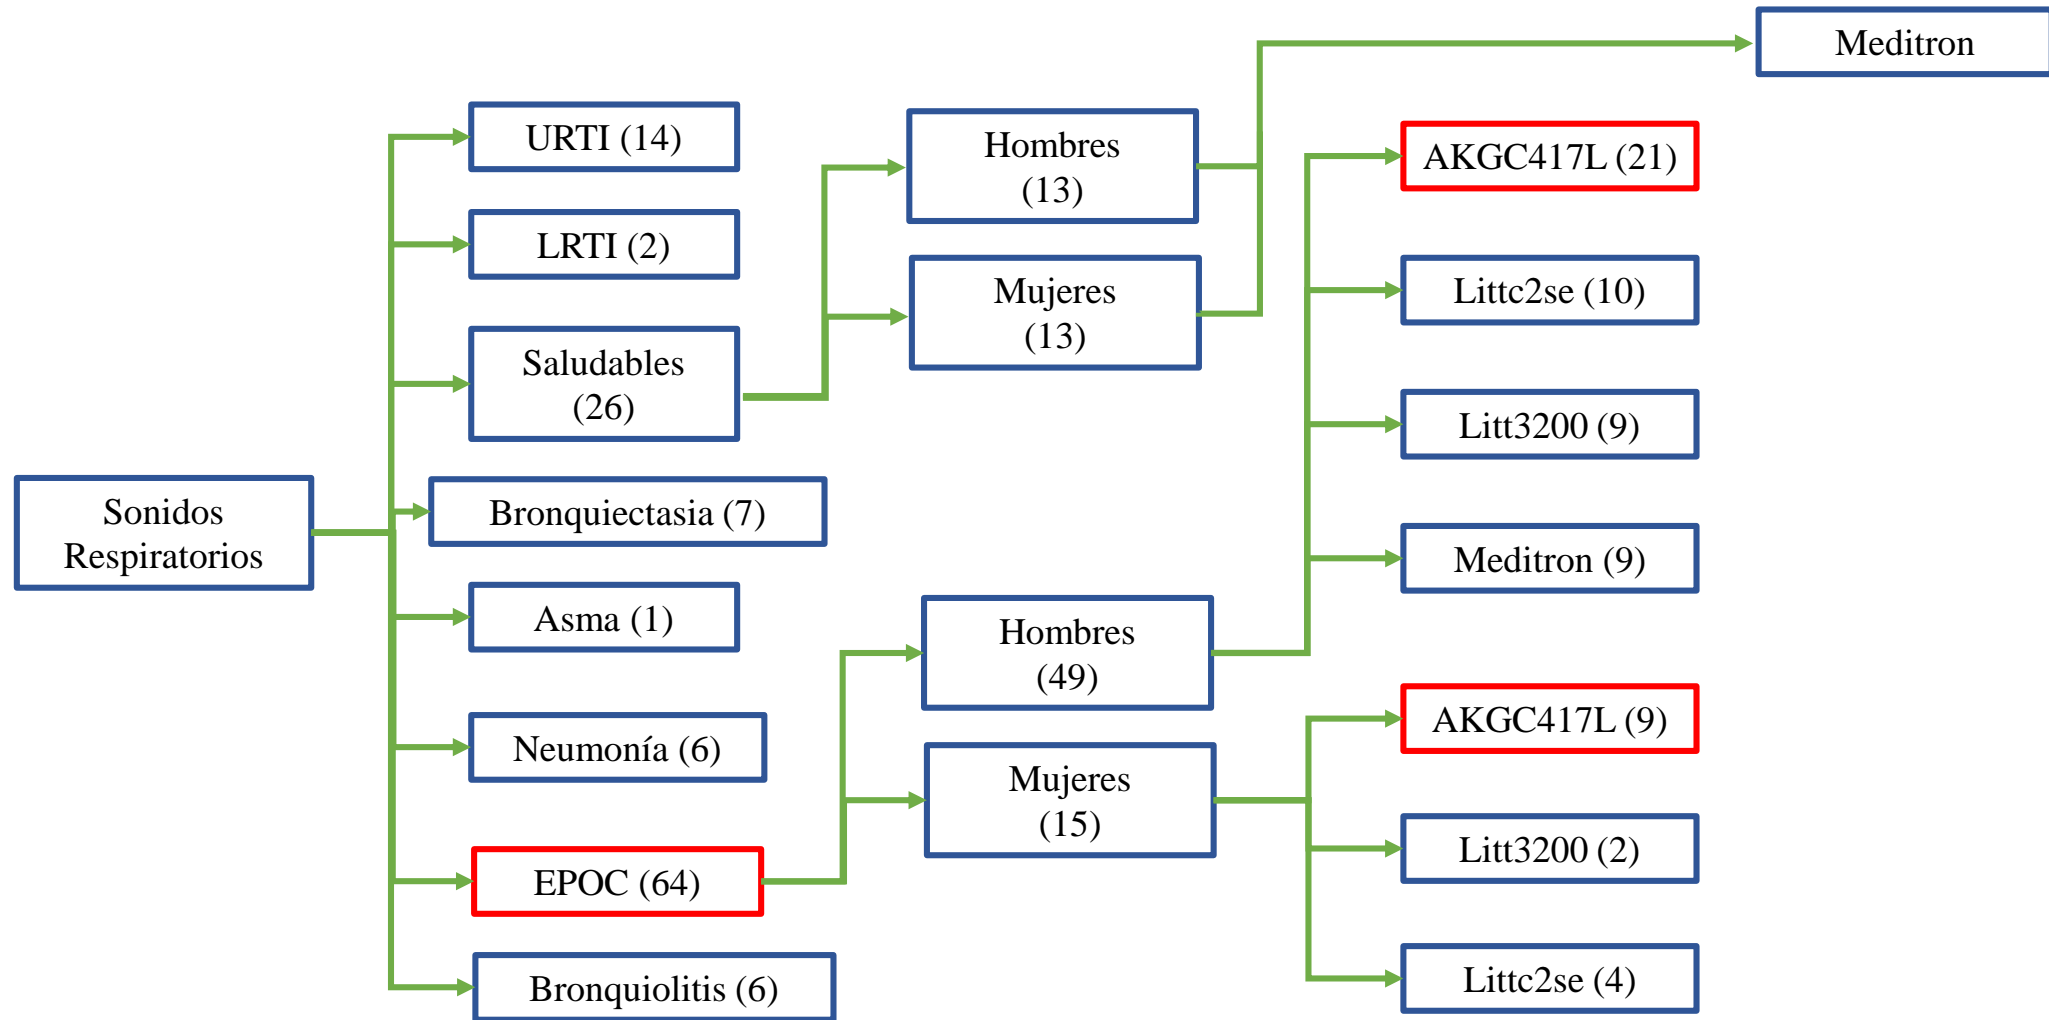 Sonidos
Respiratorios
URTI (14)
LRTI (2)
Saludables
(26)
Bronquiectasia (7)
Asma (1)
Neumonía (6)
EPOC (64)
Bronquiolitis (6)
Hombres
(13)
Mujeres
(13)
Hombres
(49)
Mujeres
(15)
Meditron
AKGC417L (21)
Littc2se (10)
Litt3200 (9)
Meditron (9)
AKGC417L (9)
Litt3200 (2)
Littc2se (4)